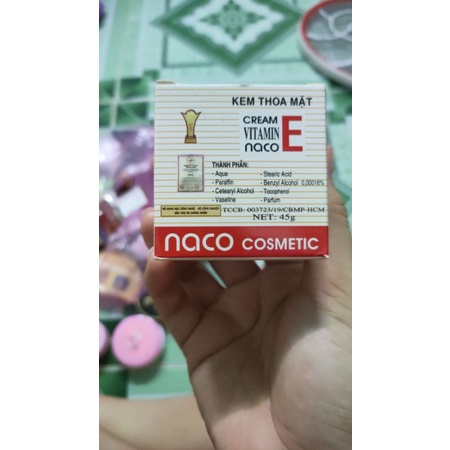 KEM THOA MẶT
CREAM
VITAMIN E
naco
THÀNH PHẦN:
- Aqua
- Stearic Acid
- Paraffin
- Benzyl Alcohol 0,00016%
- Cetearyl Alcohol
- Tocopherol
- Vaseline
- Parfum
TCCB: 003723/19/CBMP-HCM
NET: 45g
naco COSMETIC